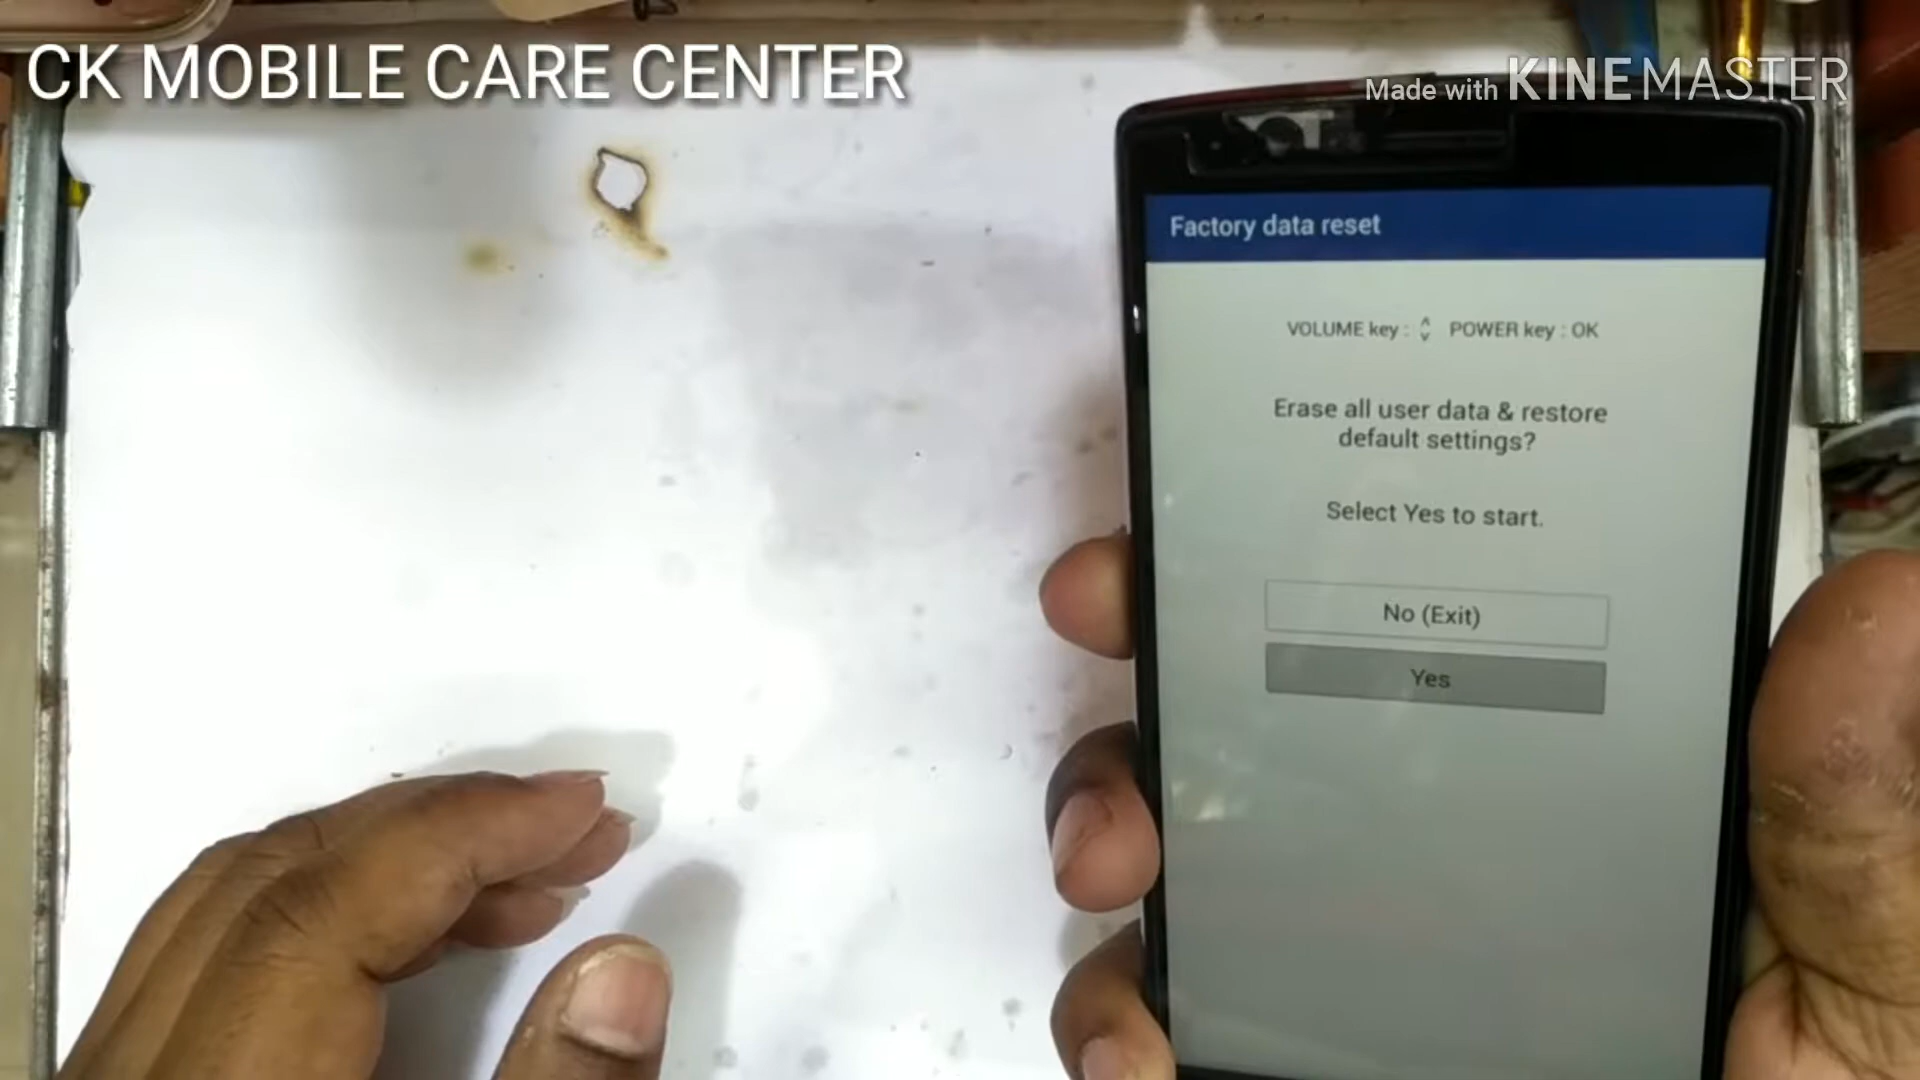 CK MOBILE CARE CENTER
Made with KINEMASTER
Factory data reset
VOLUME key : POWER key : OK
Erase all user data & restore
default settings?
Select Yes to start.
No (Exit)
Yes